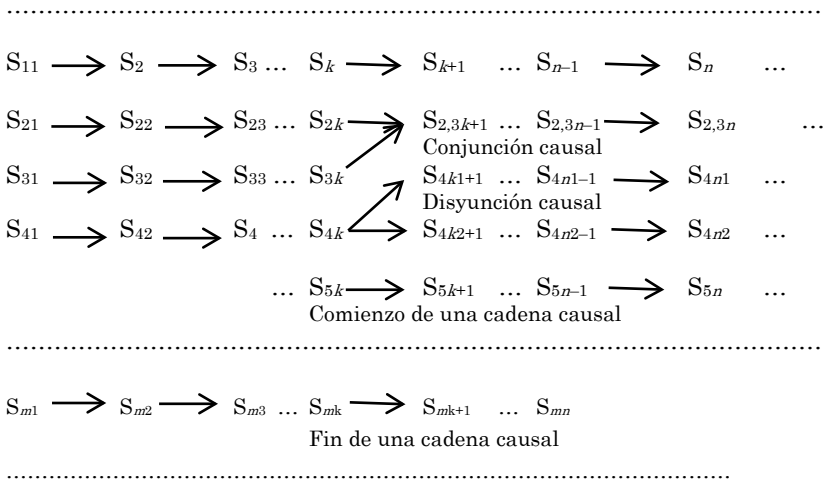 S₁₁ → S₂ → S₃ ... Sₖ → Sₖ₊₁ ... Sₙ₋₁ → Sₙ ...
S₂₁ → S₂₂ → S₂₃ ... S₂ₖ → S₂,₃ₖ₊₁ ... S₂,₃ₙ₋₁ → S₂,₃ₙ ...
Conjunción causal
S₃₁ → S₃₂ → S₃₃ ... S₃ₖ S₄ₖ₁₊₁ ... S₄ₙ₁₋₁ → S₄ₙ₁ ...
Disyunción causal
S₄₁ → S₄₂ → S₄ ... S₄ₖ → S₄ₖ₂₊₁ ... S₄ₙ₂₋₁ → S₄ₙ₂ ...
... S₅ₖ → S₅ₖ₊₁ ... S₅ₙ₋₁ → S₅ₙ ...
Comienzo de una cadena causal
Sₘ₁ → Sₘ₂ → Sₘ₃ ... Sₘₖ → Sₘₖ₊₁ ... Sₘₙ
Fin de una cadena causal